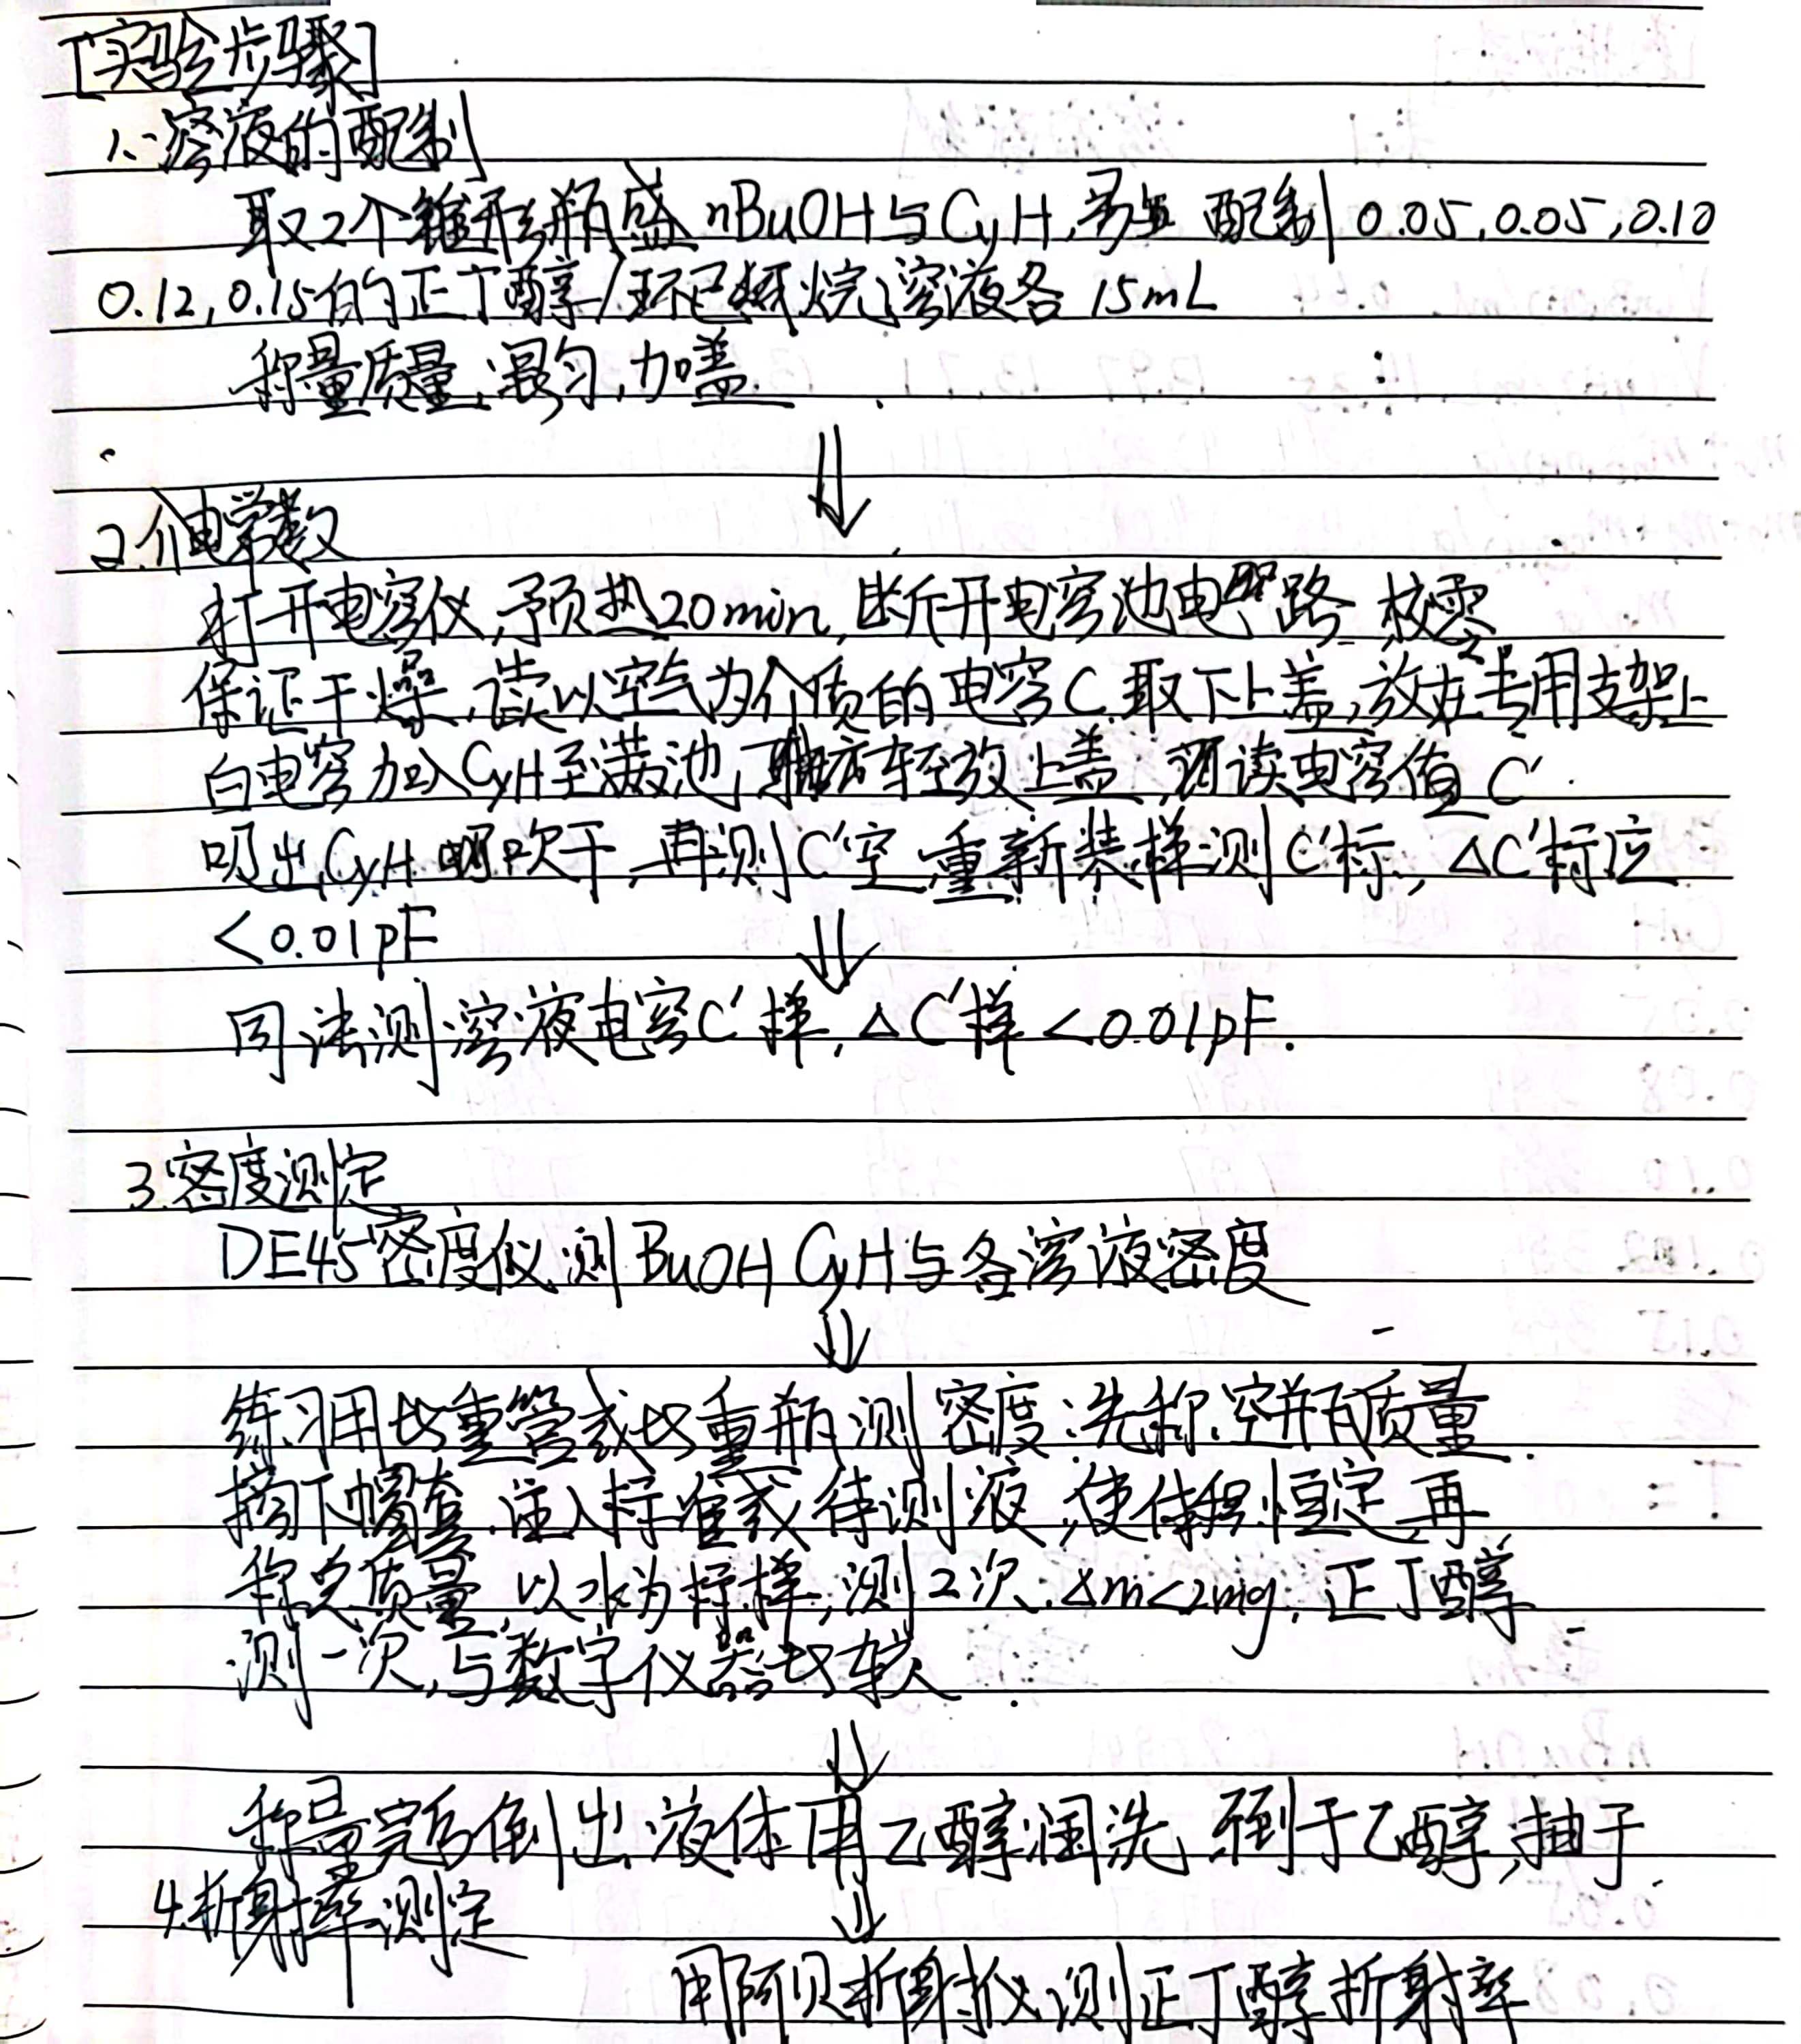 [实验步骤]
1. 溶液的配制
取2个锥形瓶盛nBuOH与CyH, 配制0.05, 0.05, 0.10
0.12, 0.15的正丁醇/环己烷溶液各15mL
称量质量,混匀,加盖.
2.介电常数
打开电容仪,预热20min,断开电容池电路,校零
保证干燥,读以空气为介质的电容C.取下上盖,放在专用支架上
向电容加入CyH至满池,轻放上盖,读电容值C'.
吸出CyH吹干,再测C'空,重新装样测C'标, △C'标应
<0.01pF
同法测溶液电容C'样, △C'样<0.01pF.
3.密度测定
DE45密度仪测BuOH CyH与各溶液密度
练习用比重管或比重瓶测密度:先称空瓶质量.
摘下帽套,注入标准或待测液,使体积恒定,再
称总质量,以水为标样,测2次,△m<2mg,正丁醇
测一次,与数字仪器比较.
称量完后倒出液体用乙醇润洗,倒干乙醇,抽干.
4.折射率测定
用阿贝折射仪测正丁醇折射率